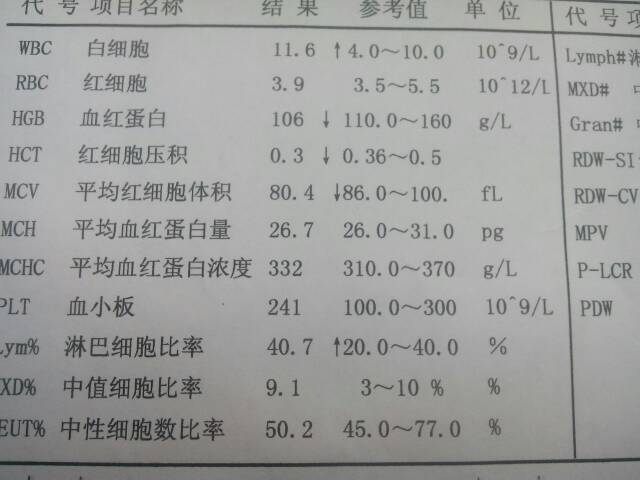 代 号 项目名称 结 果 参考值 单 位 代 号
WBC 白细胞 11.6 ↑ 4.0～10.0 10^9/L Lymph#淋
RBC 红细胞 3.9 3.5～5.5 10^12/L MXD# 中
HGB 血红蛋白 106 ↓ 110.0～160 g/L Gran# 中
HCT 红细胞压积 0.3 ↓ 0.36～0.5 RDW-SI
MCV 平均红细胞体积 80.4 ↓86.0～100. fL RDW-CV
MCH 平均血红蛋白量 26.7 26.0～31.0 pg MPV
MCHC 平均血红蛋白浓度 332 310.0～370 g/L P-LCR
PLT 血小板 241 100.0～300 10^9/L PDW
Lym% 淋巴细胞比率 40.7 ↑20.0～40.0 %
XD% 中值细胞比率 9.1 3～10 % %
EUT% 中性细胞数比率 50.2 45.0～77.0 %